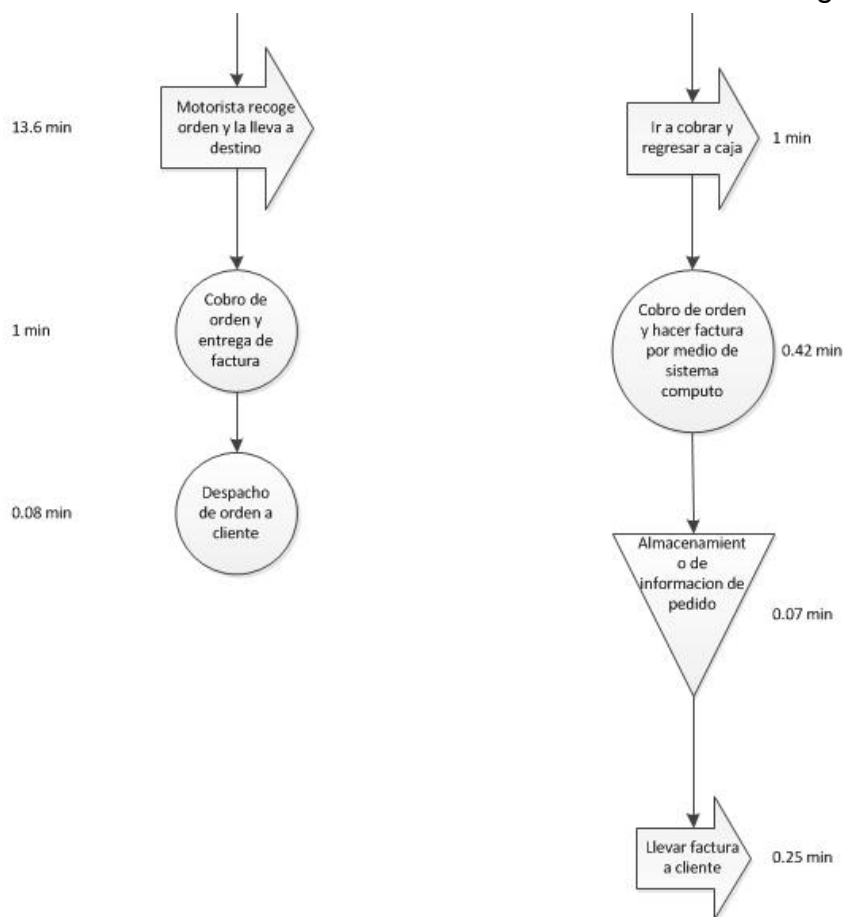 g
13.6 min
Motorista recoge
orden y la lleva a
destino
1 min
Cobro de
orden y
entrega de
factura
0.08 min
Despacho
de orden a
cliente
Ir a cobrar y
regresar a caja
1 min
Cobro de orden
y hacer factura
por medio de
sistema
computo
0.42 min
Almacenamient
o de
informacion de
pedido
0.07 min
Llevar factura
a cliente
0.25 min